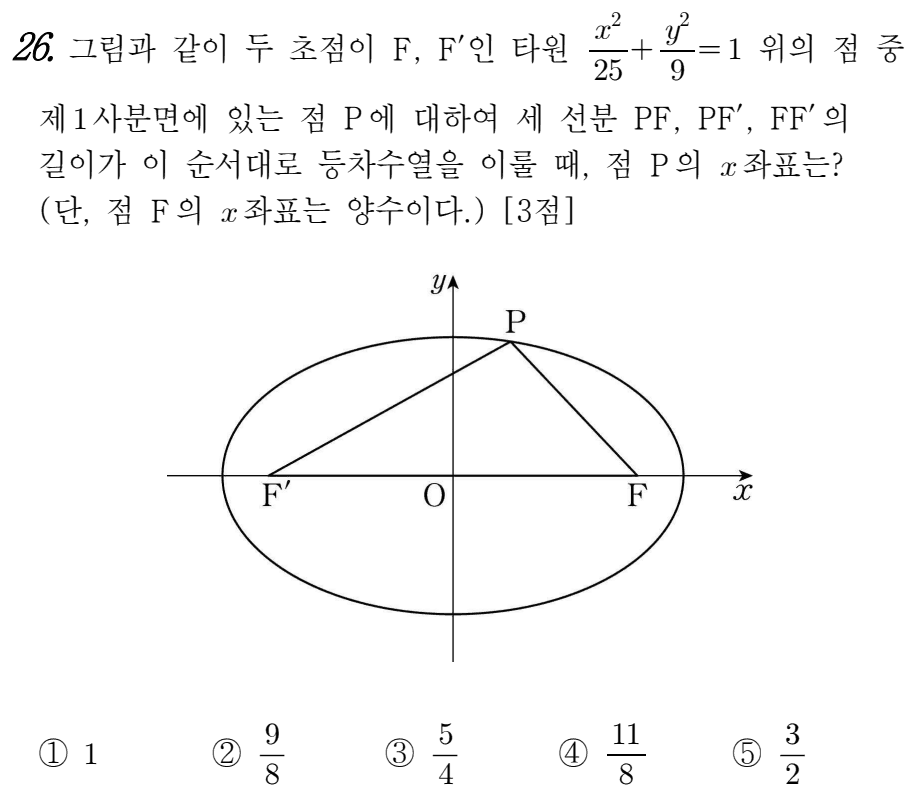 26. 그림과 같이 두 초점이 F, F′인 타원 x²/25 + y²/9 = 1 위의 점 중
제1사분면에 있는 점 P에 대하여 세 선분 PF, PF′, FF′의
길이가 이 순서대로 등차수열을 이룰 때, 점 P의 x좌표는?
(단, 점 F의 x좌표는 양수이다.) [3점]
y
P
F′ O F x
① 1 ② 9/8 ③ 5/4 ④ 11/8 ⑤ 3/2